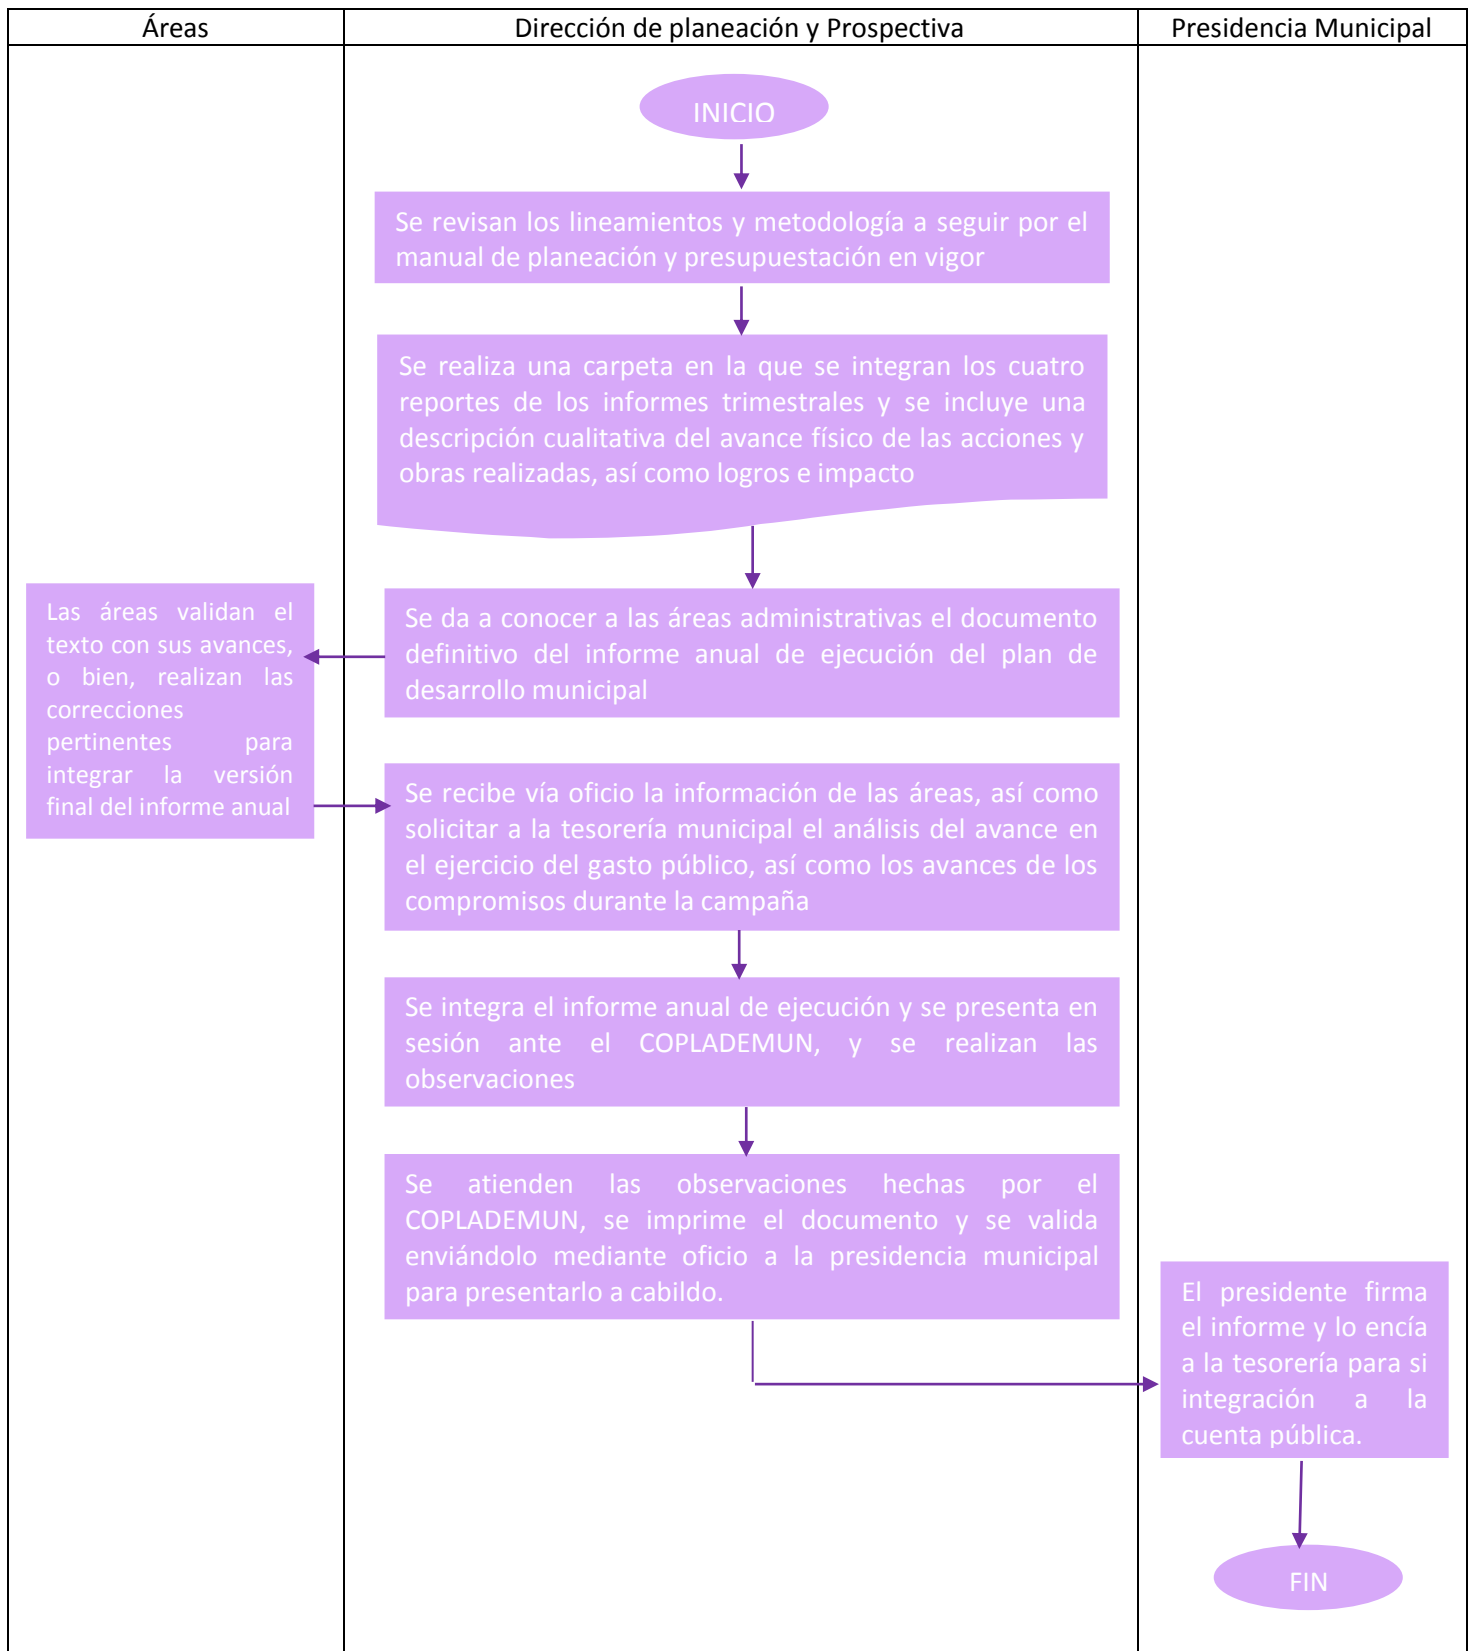 Áreas
Dirección de planeación y Prospectiva
Presidencia Municipal
INICIO
Se revisan los lineamientos y metodología a seguir por el
manual de planeación y presupuestación en vigor
Se realiza una carpeta en la que se integran los cuatro
reportes de los informes trimestrales y se incluye una
descripción cualitativa del avance físico de las acciones y
obras realizadas, así como logros e impacto
Se da a conocer a las áreas administrativas el documento
definitivo del informe anual de ejecución del plan de
desarrollo municipal
Las áreas validan el
texto con sus avances,
o bien, realizan las
correcciones
pertinentes para
integrar la versión
final del informe anual
Se recibe vía oficio la información de las áreas, así como
solicitar a la tesorería municipal el análisis del avance en
el ejercicio del gasto público, así como los avances de los
compromisos durante la campaña
Se integra el informe anual de ejecución y se presenta en
sesión ante el COPLADEMUN, y se realizan las
observaciones
Se atienden las observaciones hechas por el
COPLADEMUN, se imprime el documento y se valida
enviándolo mediante oficio a la presidencia municipal
para presentarlo a cabildo.
El presidente firma
el informe y lo encía
a la tesorería para si
integración a la
cuenta pública.
FIN